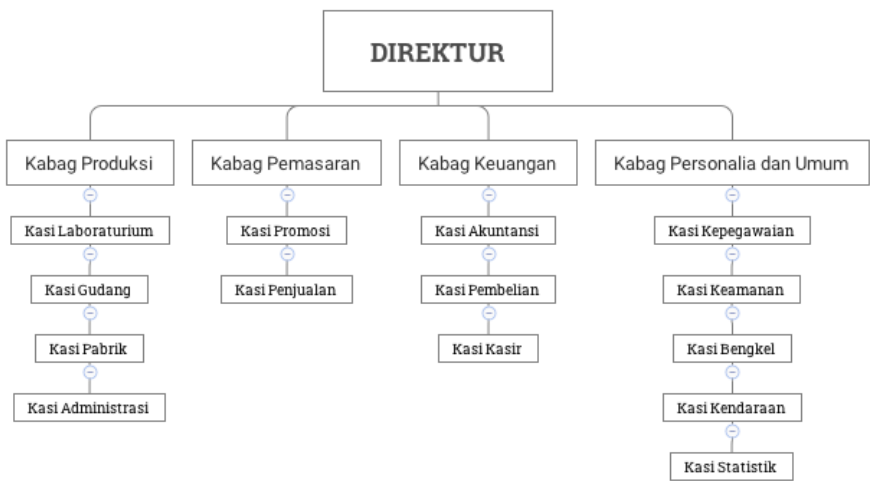 DIREKTUR
Kabag Produksi
Kabag Pemasaran
Kabag Keuangan
Kabag Personalia dan Umum
Kasi Laboraturium
Kasi Promosi
Kasi Akuntansi
Kasi Kepegawaian
Kasi Gudang
Kasi Penjualan
Kasi Pembelian
Kasi Keamanan
Kasi Pabrik
Kasi Kasir
Kasi Bengkel
Kasi Administrasi
Kasi Kendaraan
Kasi Statistik